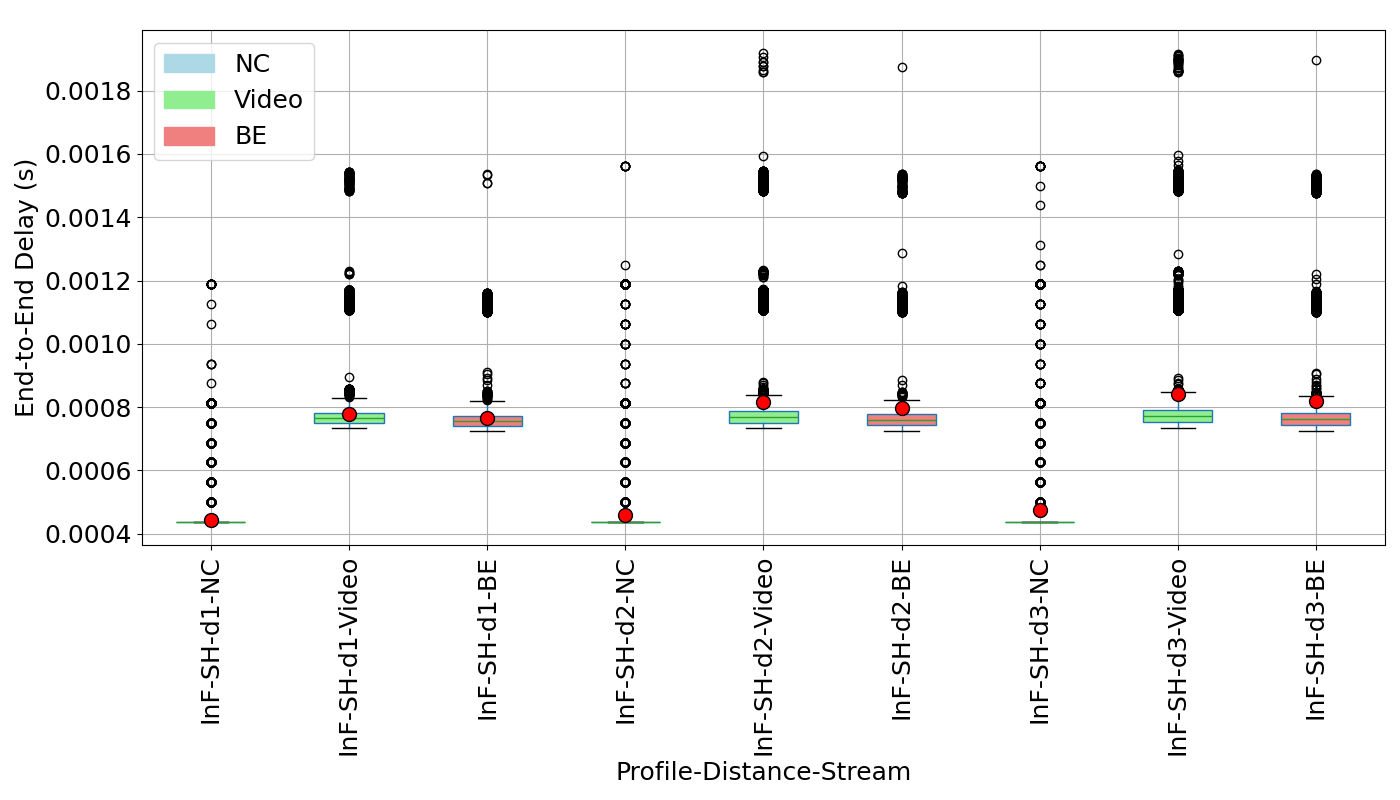 NC
Video
BE
End-to-End Delay (s)
0.0018
0.0016
0.0014
0.0012
0.0010
0.0008
0.0006
0.0004
InF-SH-d1-NC
InF-SH-d1-Video
InF-SH-d1-BE
InF-SH-d2-NC
InF-SH-d2-Video
InF-SH-d2-BE
InF-SH-d3-NC
InF-SH-d3-Video
InF-SH-d3-BE
Profile-Distance-Stream